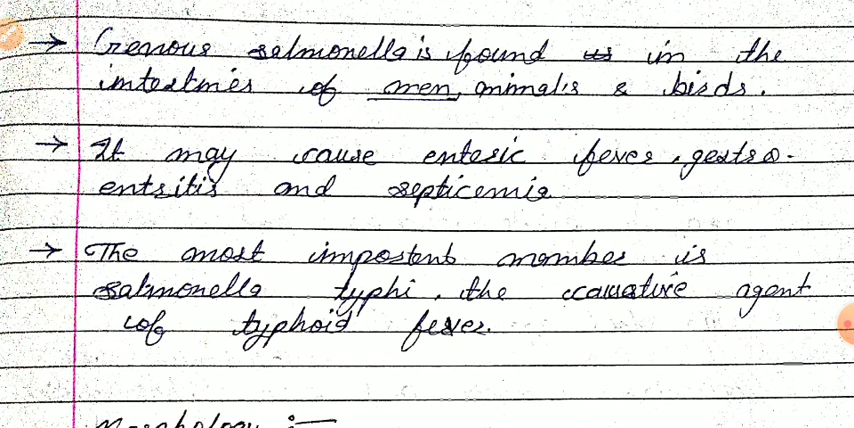 → Genous salmonella is found in the
intestines of men, animals & birds.
→ It may cause enteric fever, gastro-
entritis and septicemia
→ The most important member is
salmonella typhi, the causative agent
of typhoid fever.
Morphology :-